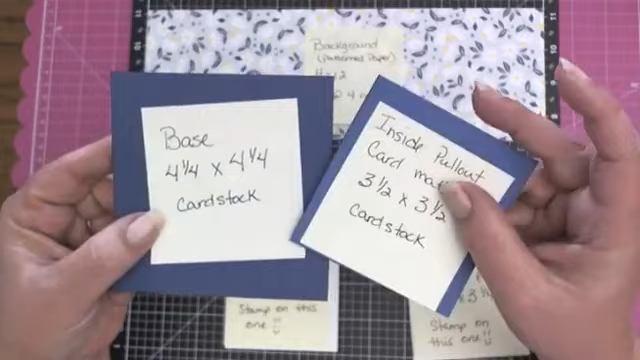 Background
(Patterned Paper)
Base
4 1/4 x 4 1/4
Cardstock
Inside Pullout
Card
3 1/2 x 3 1/2
Cardstock
Stamp on this
one
Stamp on
this one